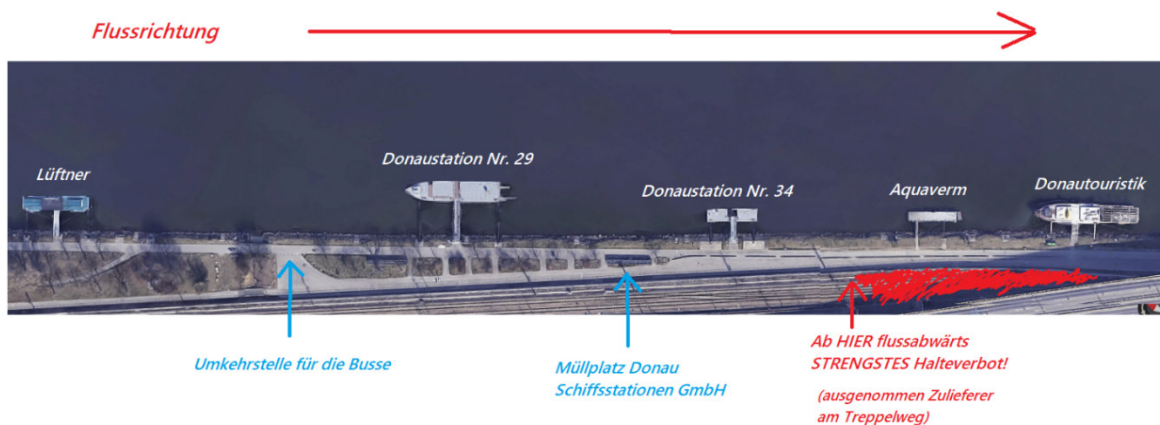 Flussrichtung
Lüftner
Donaustation Nr. 29
Donaustation Nr. 34
Aquaverm
Donautouristik
Umkehrstelle für die Busse
Müllplatz Donau
Schiffsstationen GmbH
Ab HIER flussabwärts
STRENGSTES Halteverbot!
(ausgenommen Zulieferer
am Treppelweg)